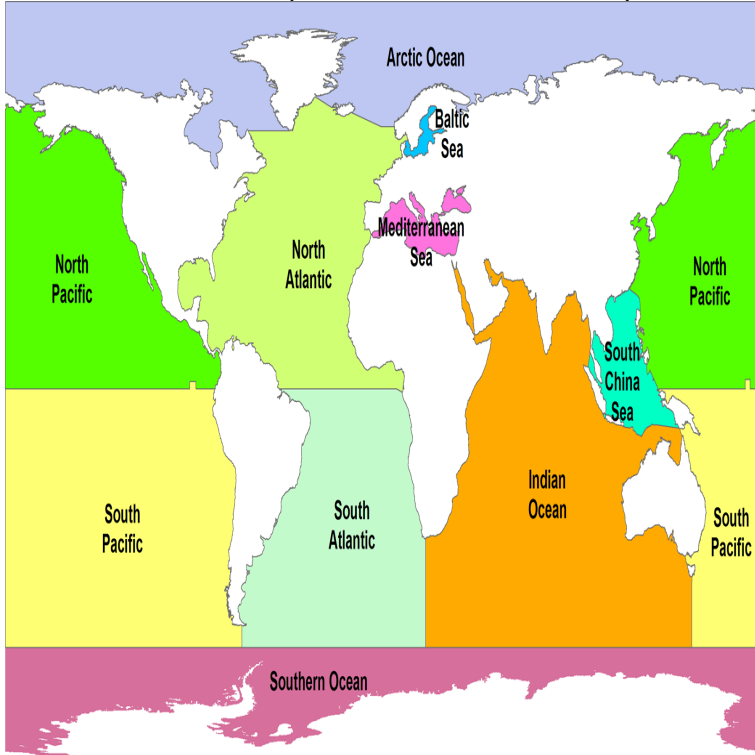 Arctic Ocean
Baltic
Sea
Mediterranean
Sea
North
Atlantic
North
Pacific
North
Pacific
South
China
Sea
Indian
Ocean
South
Pacific
South
Atlantic
South
Pacific
Southern Ocean